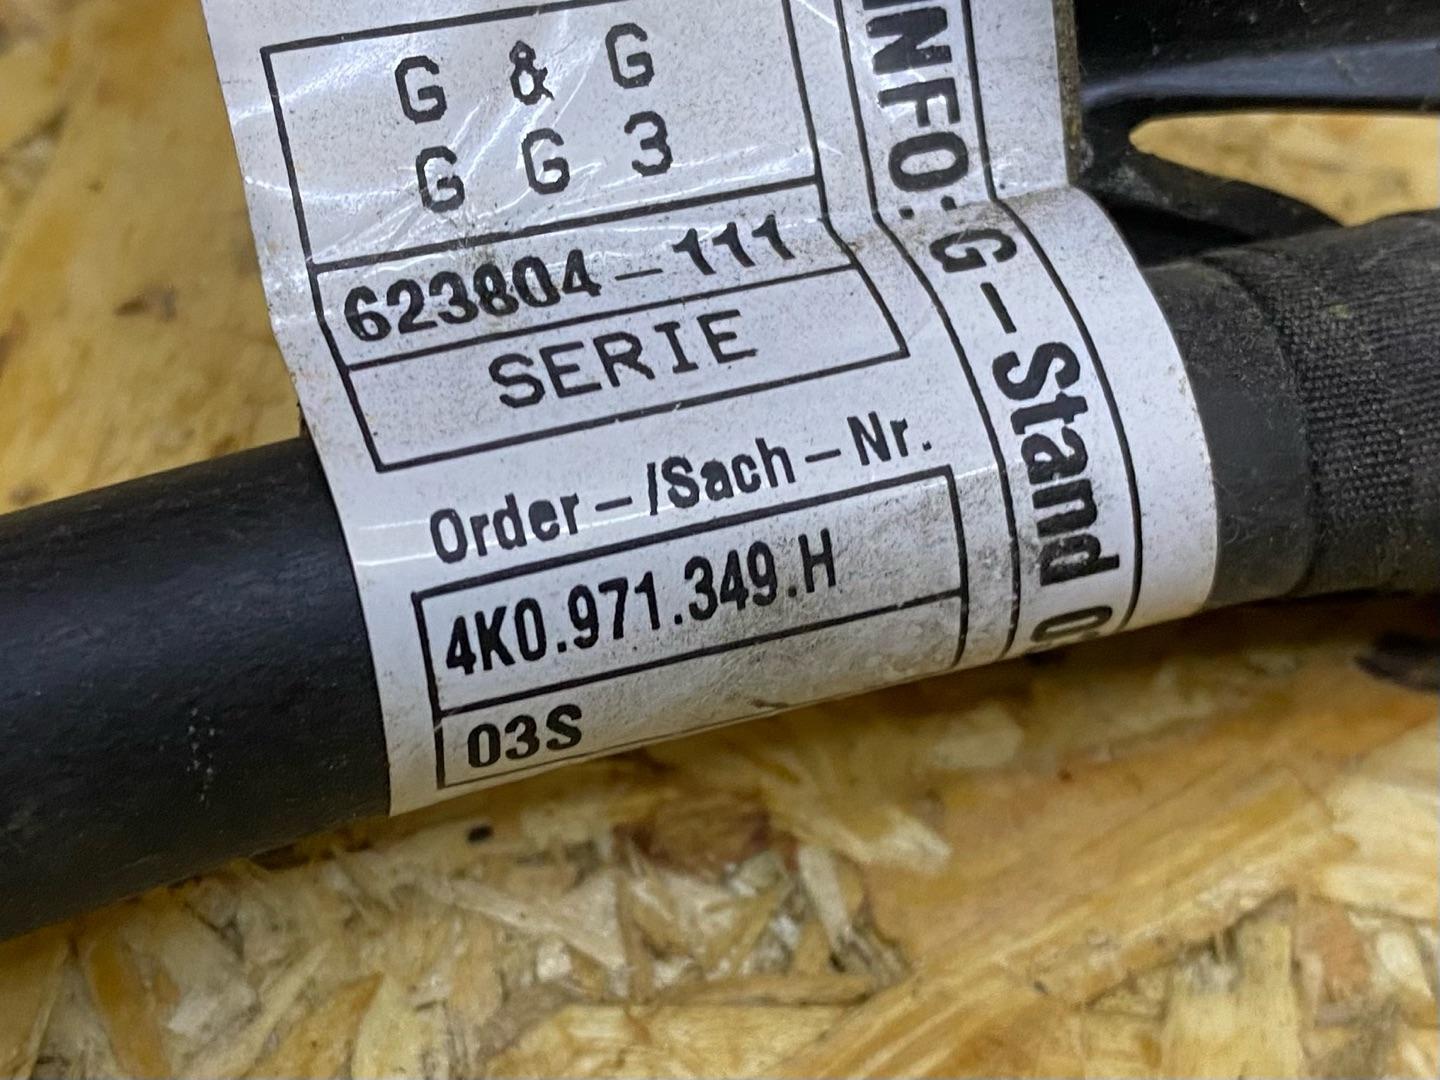 G & G
G G 3
623804-111
SERIE
Order-/Sach-Nr.
4K0.971.349.H
03S
INFO: G-Stand